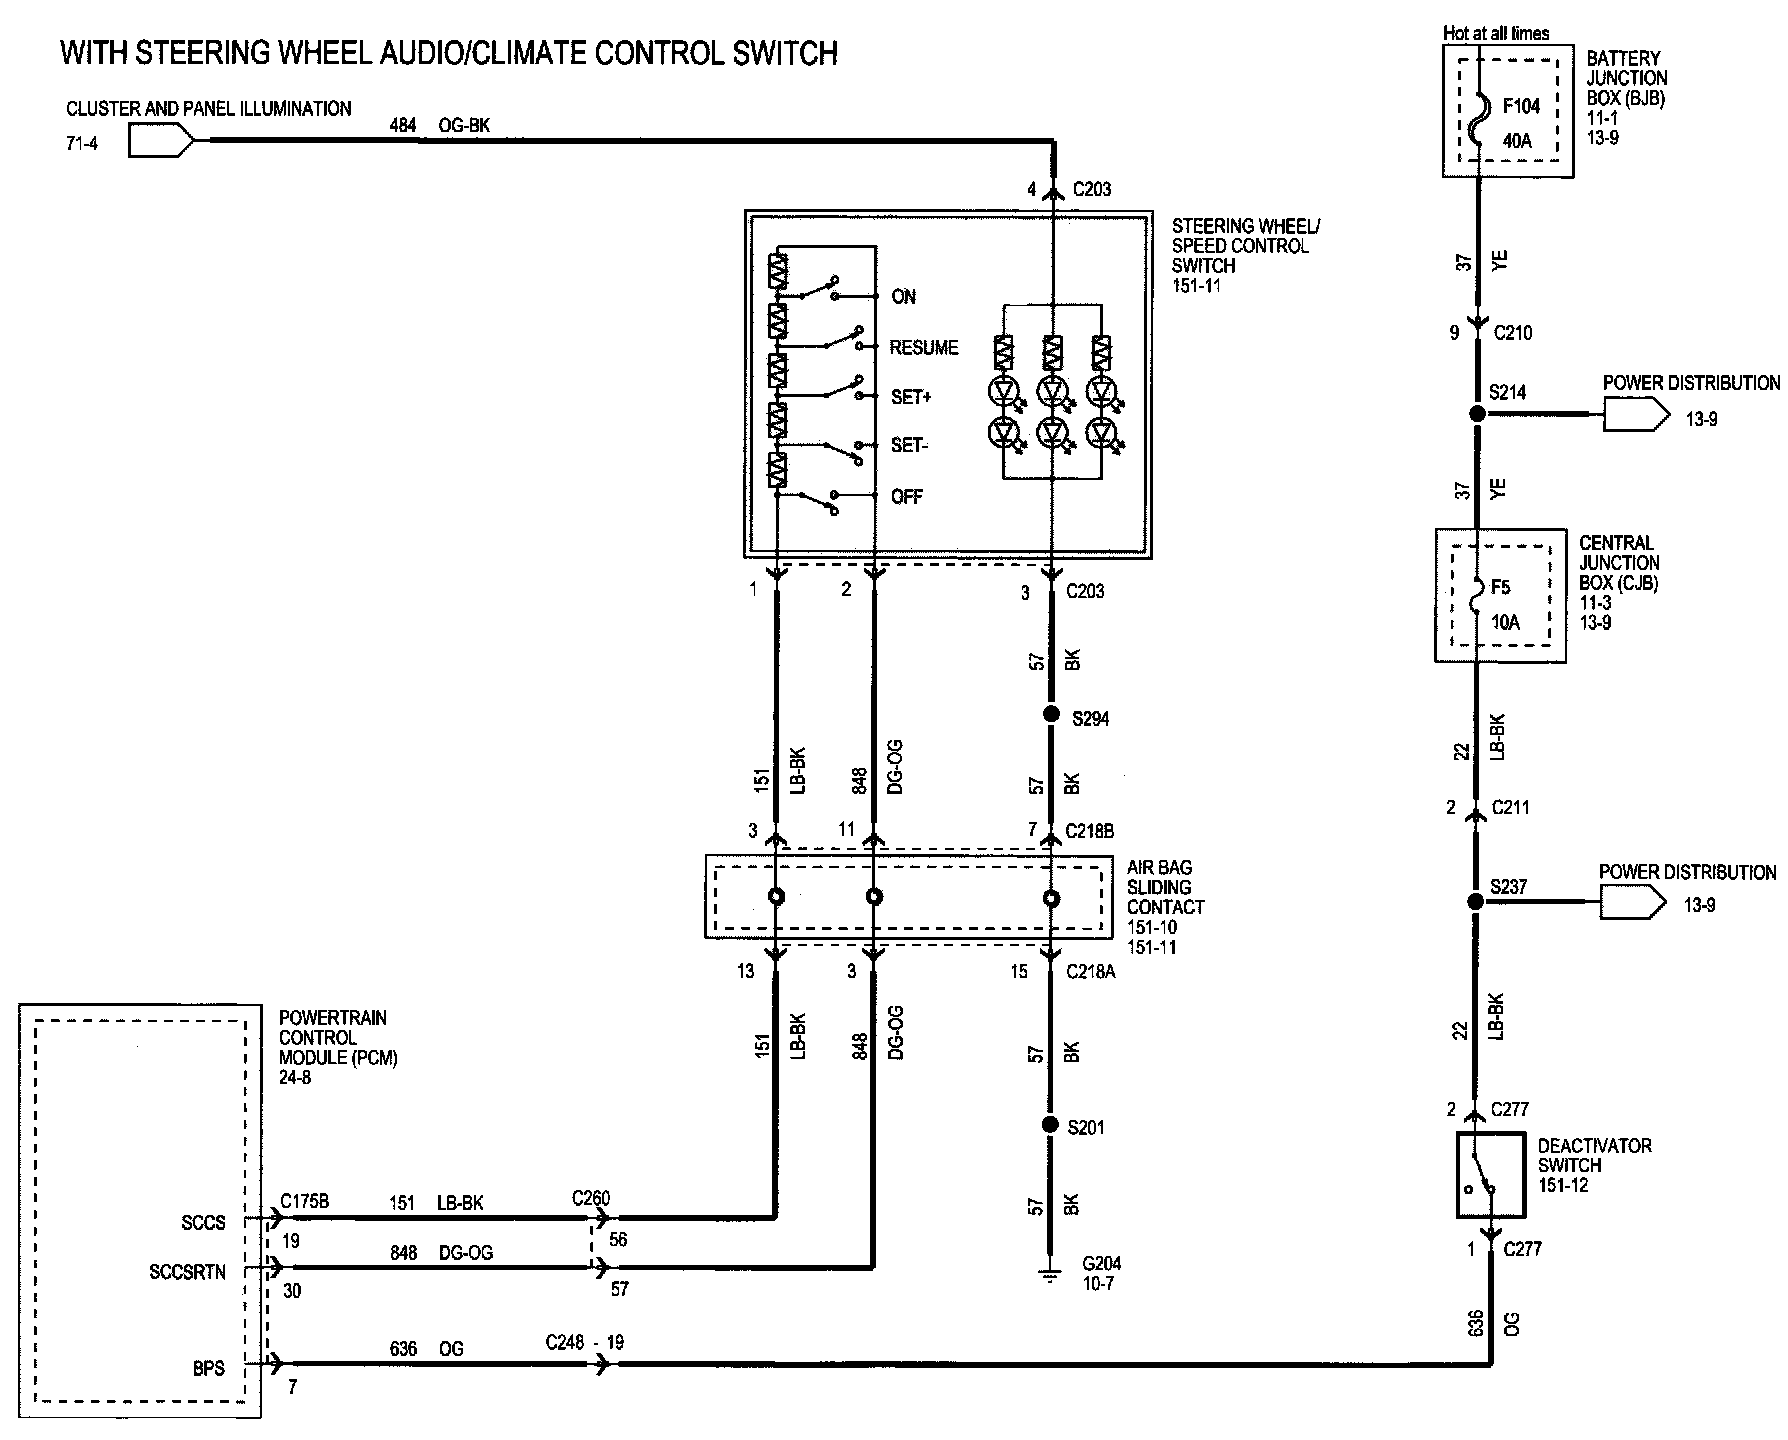 WITH STEERING WHEEL AUDIO/CLIMATE CONTROL SWITCH
CLUSTER AND PANEL ILLUMINATION
71-4
484 OG-BK
4 C203
STEERING WHEEL/
SPEED CONTROL
SWITCH
151-11
ON
RESUME
SET+
SET-
OFF
1 2 3 C203
57 BK
S294
151 LB-BK
848 DG-OG
57 BK
3 11 7 C218B
AIR BAG
SLIDING
CONTACT
151-10
151-11
13 3 15 C218A
151 LB-BK
848 DG-OG
57 BK
S201
57 BK
G204
10-7
POWERTRAIN
CONTROL
MODULE (PCM)
24-8
SCCS
C175B
19
151 LB-BK
C260
56
SCCSRTN
30
848 DG-OG
57
BPS
7
636 OG
C248 - 19
Hot at all times
BATTERY
JUNCTION
BOX (BJB)
11-1
13-9
F104
40A
37 YE
9 C210
S214
POWER DISTRIBUTION
13-9
37 YE
CENTRAL
JUNCTION
BOX (CJB)
11-3
13-9
F5
10A
22 LB-BK
2 C211
S237
POWER DISTRIBUTION
13-9
22 LB-BK
2 C277
DEACTIVATOR
SWITCH
151-12
1 C277
636 OG